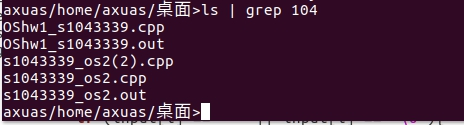 axuas/home/axuas/桌面>ls | grep 104
OShw1_s1043339.cpp
OShw1_s1043339.out
s1043339_os2(2).cpp
s1043339_os2.cpp
s1043339_os2.out
axuas/home/axuas/桌面>